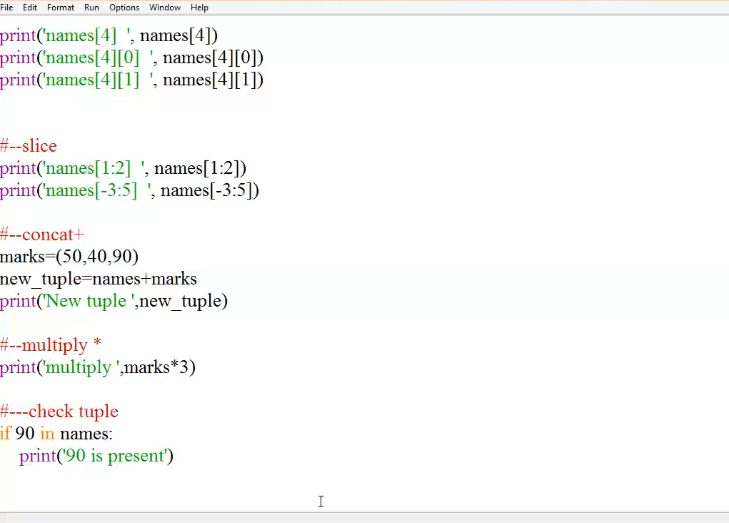 File Edit Format Run Options Window Help
print('names[4]  ', names[4])
print('names[4][0]  ', names[4][0])
print('names[4][1]  ', names[4][1])
#--slice
print('names[1:2]  ', names[1:2])
print('names[-3:5]  ', names[-3:5])
#--concat+
marks=(50,40,90)
new_tuple=names+marks
print('New tuple ',new_tuple)
#--multiply *
print('multiply ',marks*3)
#---check tuple
if 90 in names:
    print('90 is present')